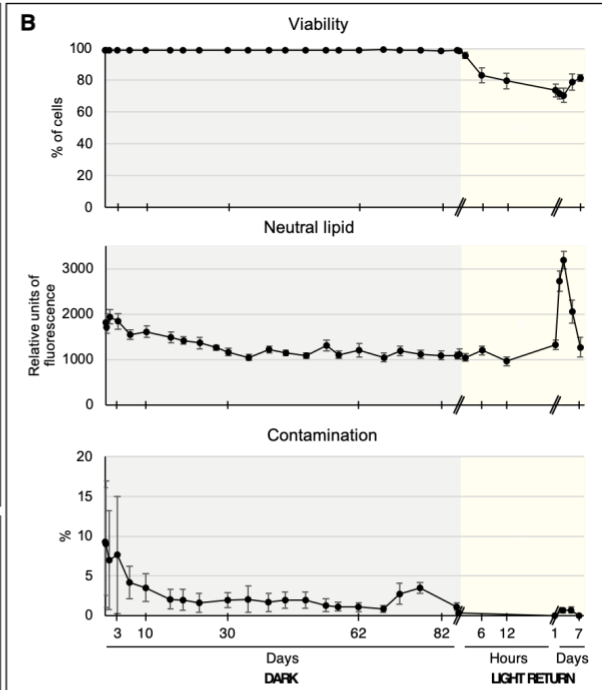 B
Viability
100
80
60
40
20
0
% of cells
Neutral lipid
3000
2000
1000
0
Relative units of
fluorescence
Contamination
20
15
10
5
0
%
3 10 30 62 82 6 12 1 7
Days Hours Days
DARK LIGHT RETURN